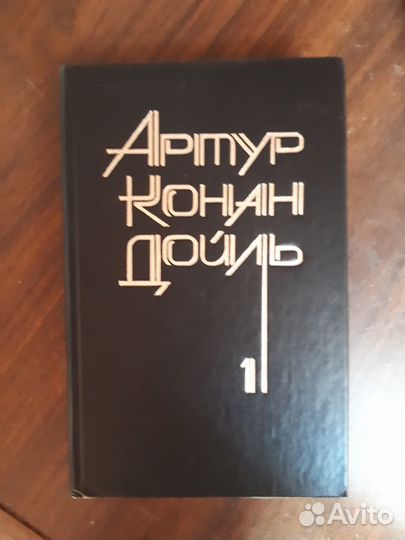 Артур
Конан
Дойль
1
Avito